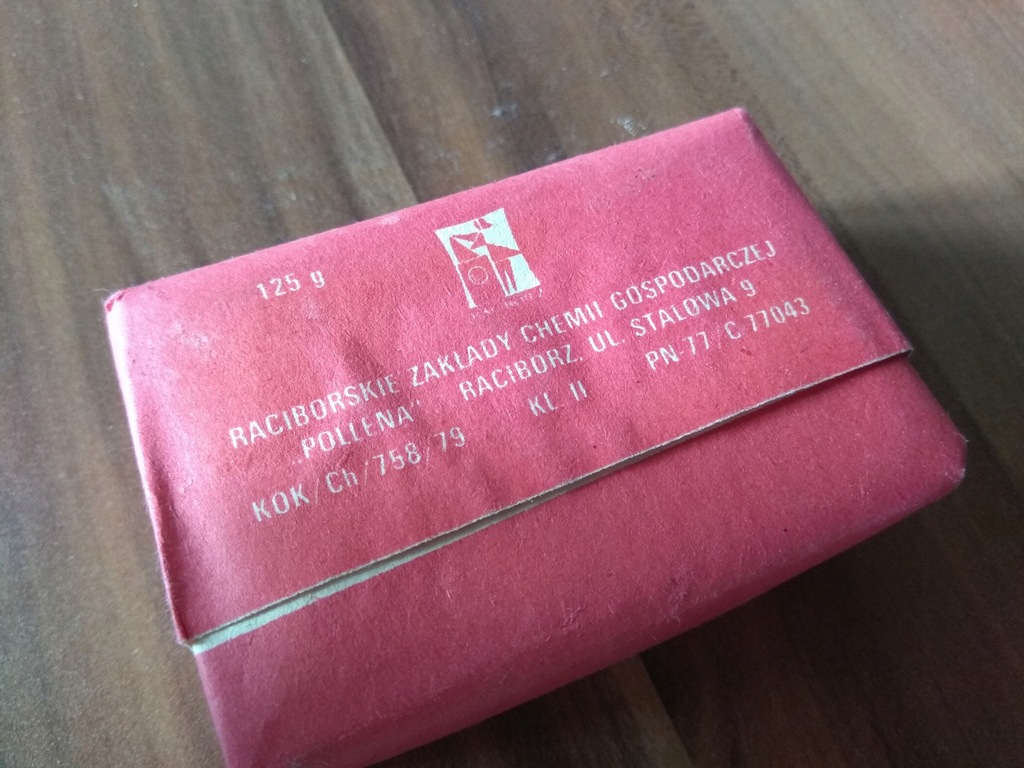 125 g
RACIBORSKIE ZAKŁADY CHEMII GOSPODARCZEJ
„POLLENA" RACIBÓRZ. UL. STALOWA 9
KOK/Ch/758/79 KL II PN-77/C 77043